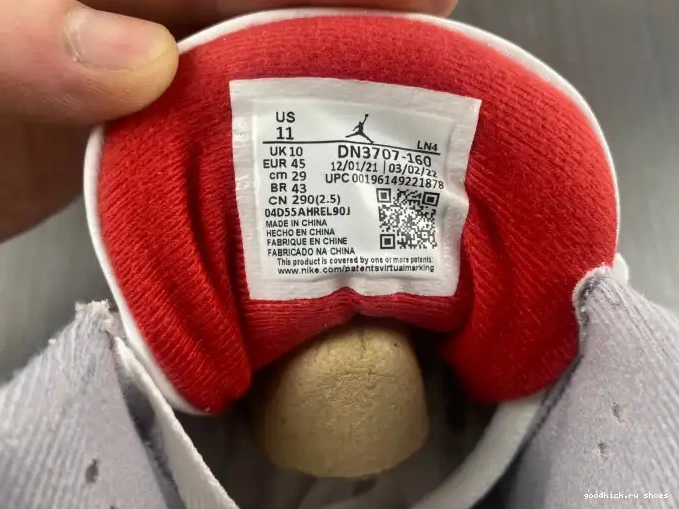 US
11
LN4
UK 10
DN3707-160
EUR 45
12/01/21 | 03/02/22
cm 29
UPC 00196149221878
BR 43
CN 290(2.5)
04D55AHREL90J
MADE IN CHINA
HECHO EN CHINA
FABRIQUE EN CHINE
FABRICADO NA CHINA
This product is covered by one or more patents:
www.nike.com/patentsvirtualmarking
goodkick.ru shoes